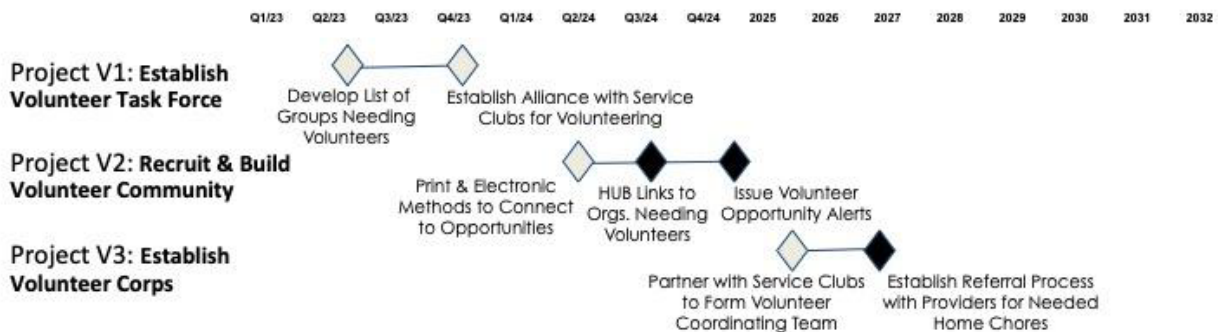 Q1/23 Q2/23 Q3/23 Q4/23 Q1/24 Q2/24 Q3/24 Q4/24 2025 2026 2027 2028 2029 2030 2031 2032
Project V1: Establish
Volunteer Task Force
Develop List of
Groups Needing
Volunteers
Establish Alliance with Service
Clubs for Volunteering
Project V2: Recruit & Build
Volunteer Community
Print & Electronic
Methods to Connect
to Opportunities
HUB Links to
Orgs. Needing
Volunteers
Issue Volunteer
Opportunity Alerts
Project V3: Establish
Volunteer Corps
Partner with Service Clubs
to Form Volunteer
Coordinating Team
Establish Referral Process
with Providers for Needed
Home Chores